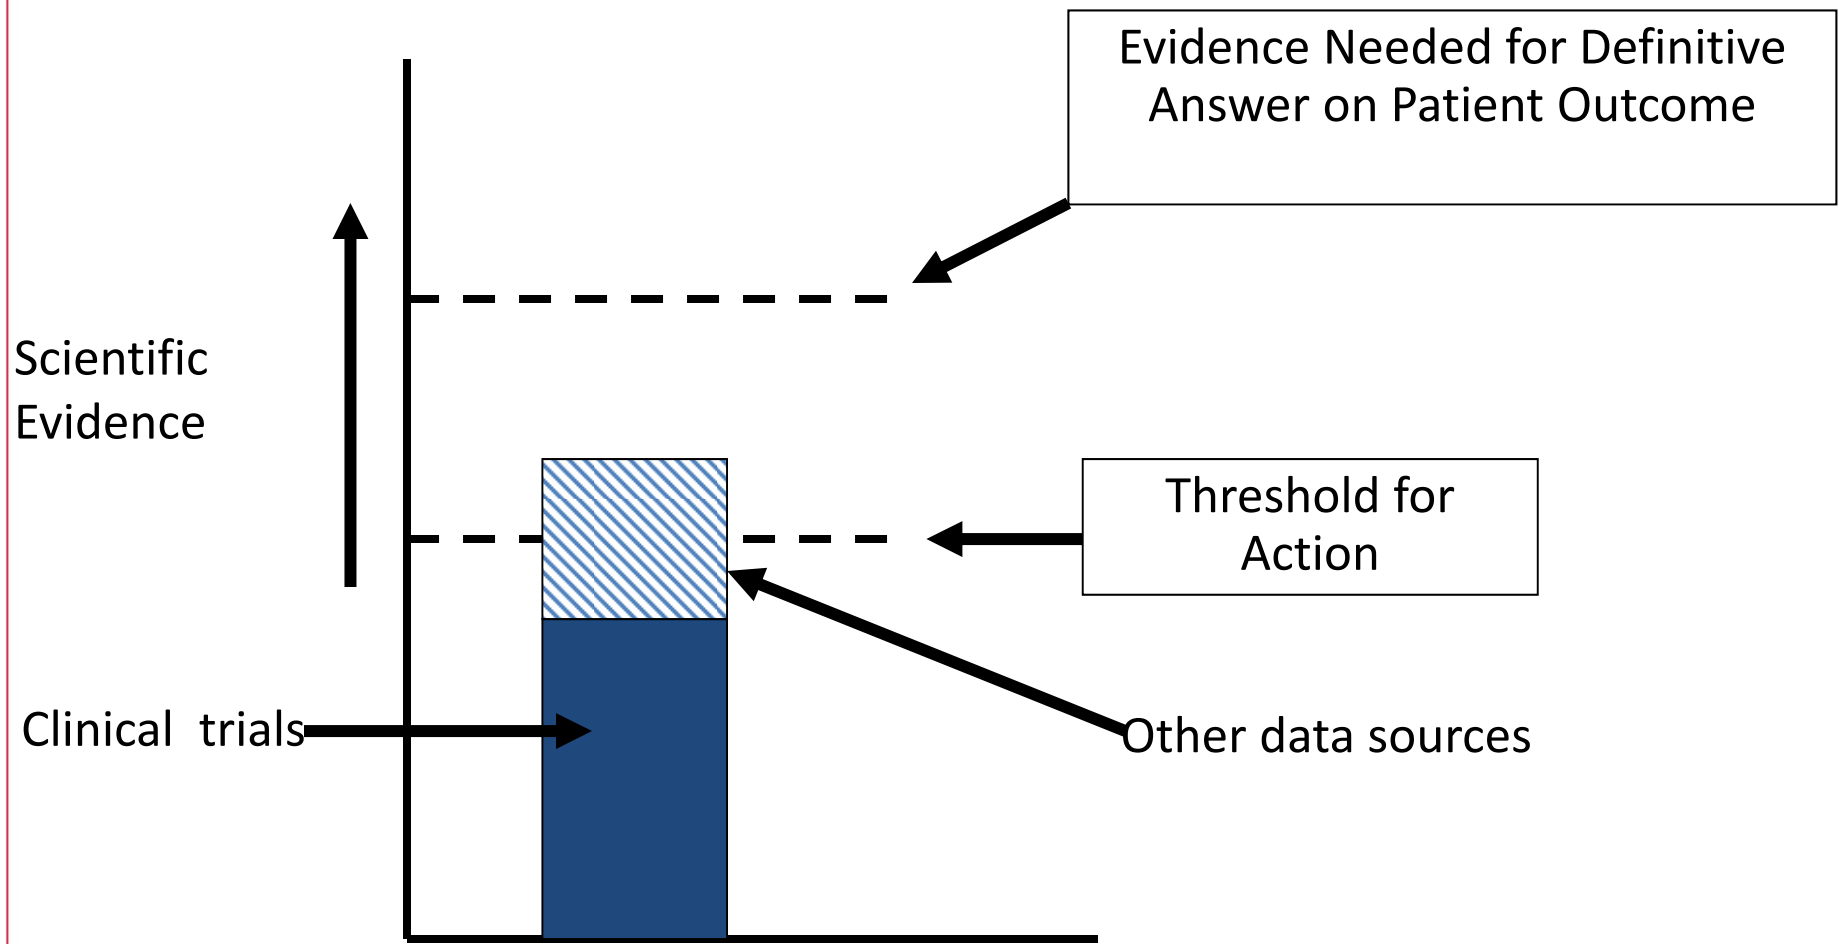 Evidence Needed for Definitive
Answer on Patient Outcome
Scientific
Evidence
Threshold for
Action
Clinical trials
Other data sources